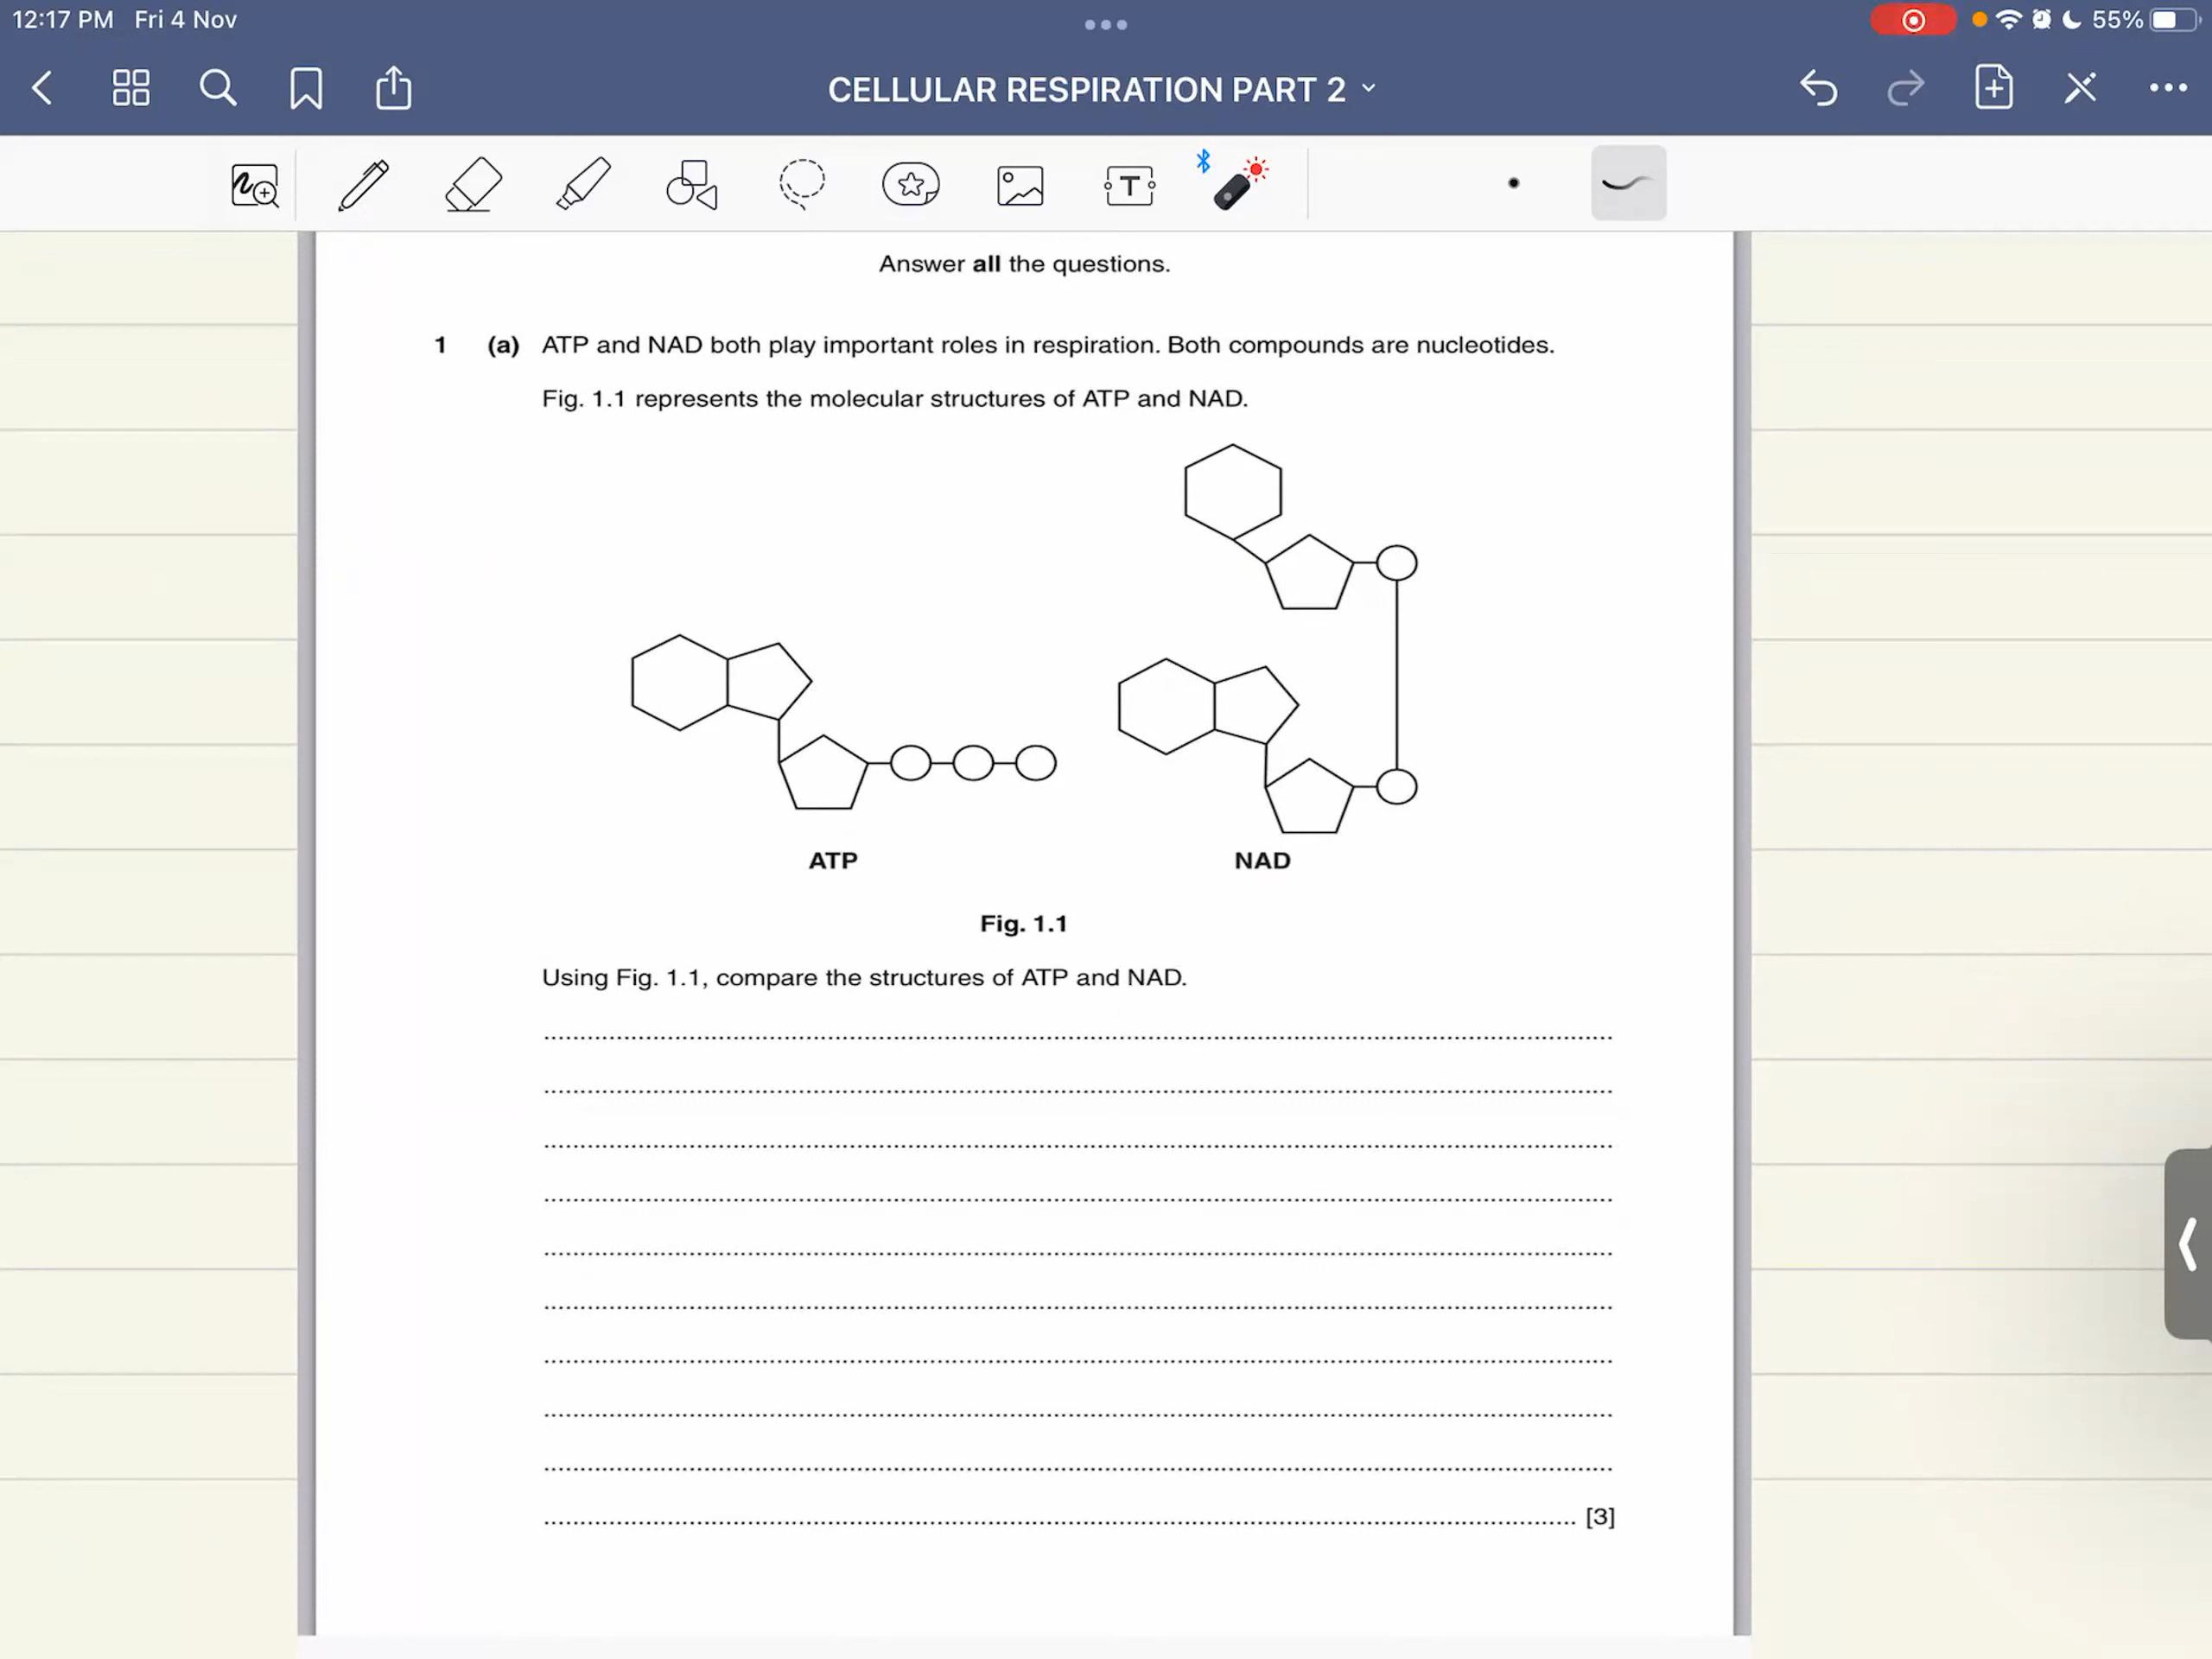 12:17 PM Fri 4 Nov
55%
CELLULAR RESPIRATION PART 2
T
Answer all the questions.
1 (a) ATP and NAD both play important roles in respiration. Both compounds are nucleotides.
Fig. 1.1 represents the molecular structures of ATP and NAD.
ATP NAD
Fig. 1.1
Using Fig. 1.1, compare the structures of ATP and NAD.
[3]